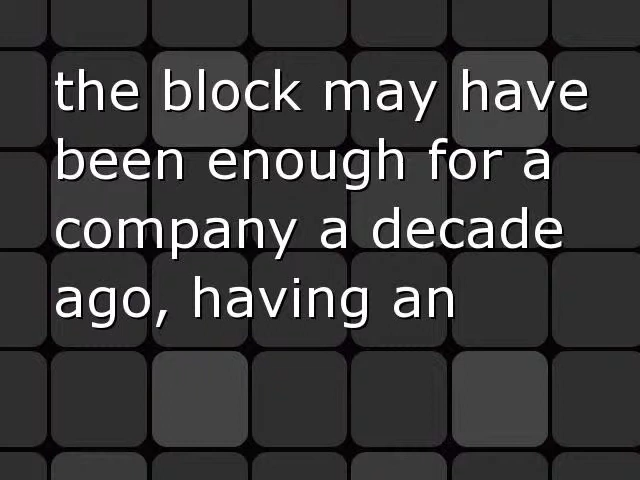 the block may have
been enough for a
company a decade
ago, having an